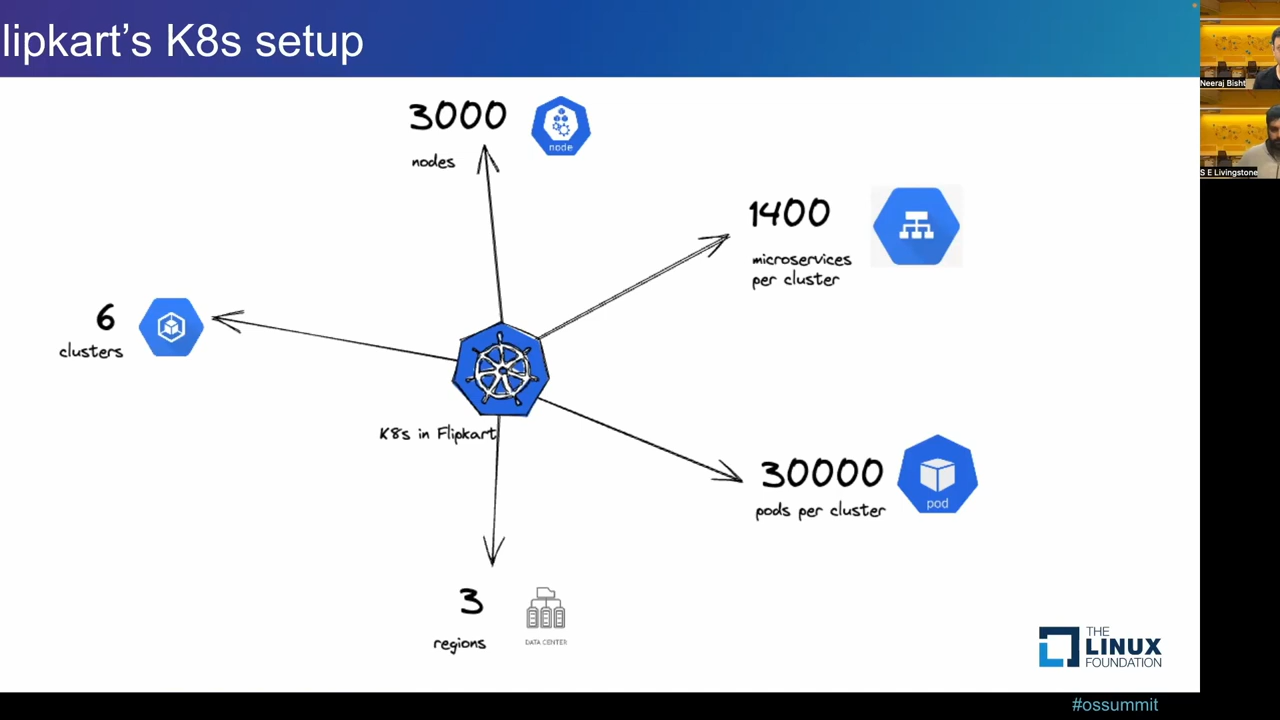 lipkart's K8s setup
3000
nodes
node
1400
microservices
per cluster
6
clusters
K8s in Flipkart
30000
pods per cluster
pod
3
regions
DATA CENTER
THE
LINUX
FOUNDATION
#ossummit
Neeraj Bisht
S E Livingstone